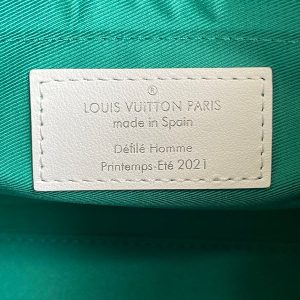 ®
LOUIS VUITTON PARIS
made in Spain
Défilé Homme
Printemps-Eté 2021